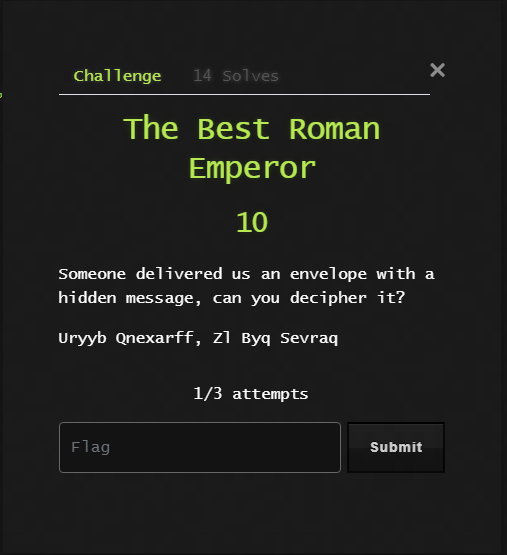 Challenge 14 Solves ×
The Best Roman
Emperor
10
Someone delivered us an envelope with a
hidden message, can you decipher it?
Uryyb Qnexarff, Zl Byq Sevraq
1/3 attempts
Flag Submit